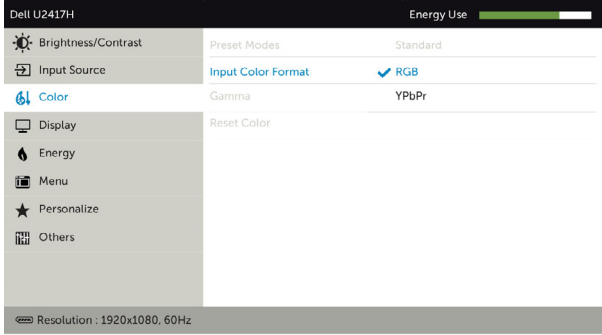 Dell U2417H Energy Use
Brightness/Contrast Preset Modes Standard
Input Source Input Color Format RGB
Color Gamma YPbPr
Display Reset Color
Energy
Menu
Personalize
Others
Resolution : 1920x1080, 60Hz